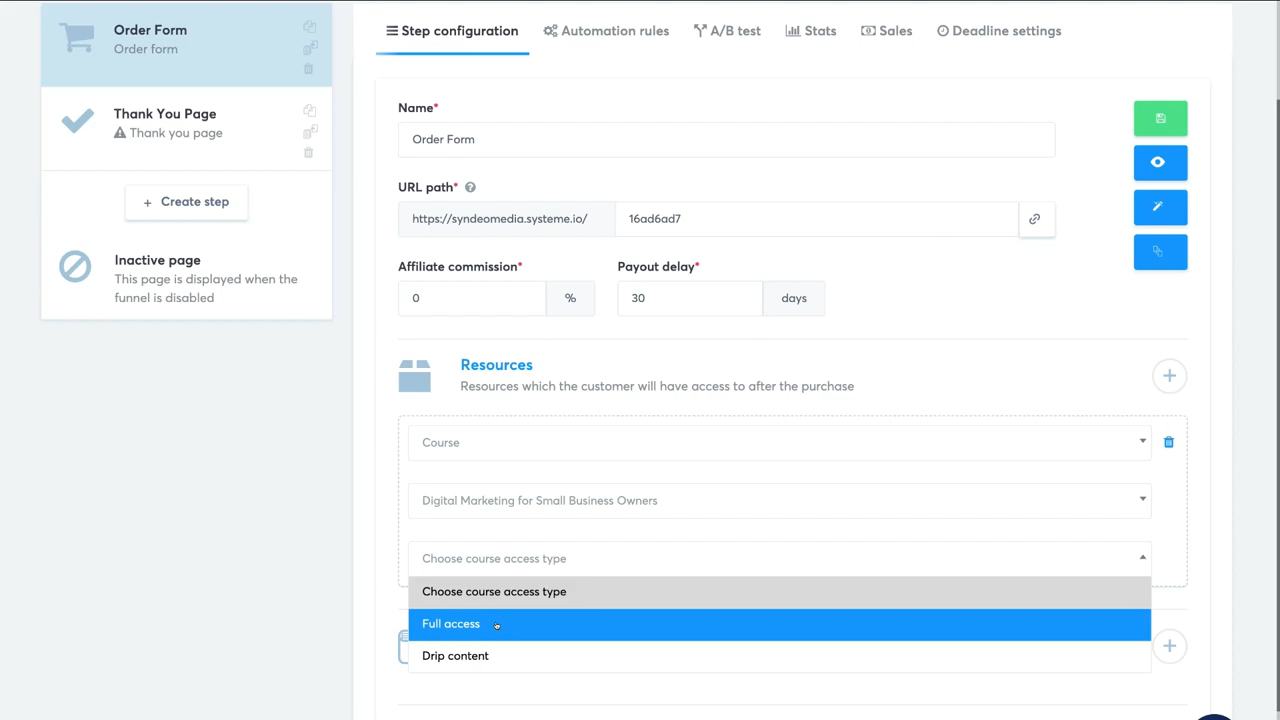 Order Form
Order form
Thank You Page
Thank you page
+ Create step
Inactive page
This page is displayed when the
funnel is disabled
Step configuration
Automation rules
A/B test
Stats
Sales
Deadline settings
Name*
Order Form
URL path* ?
https://syndeomedia.systeme.io/
16ad6ad7
Affiliate commission*
Payout delay*
0
%
30
days
Resources
Resources which the customer will have access to after the purchase
Course
Digital Marketing for Small Business Owners
Choose course access type
Choose course access type
Full access
Drip content